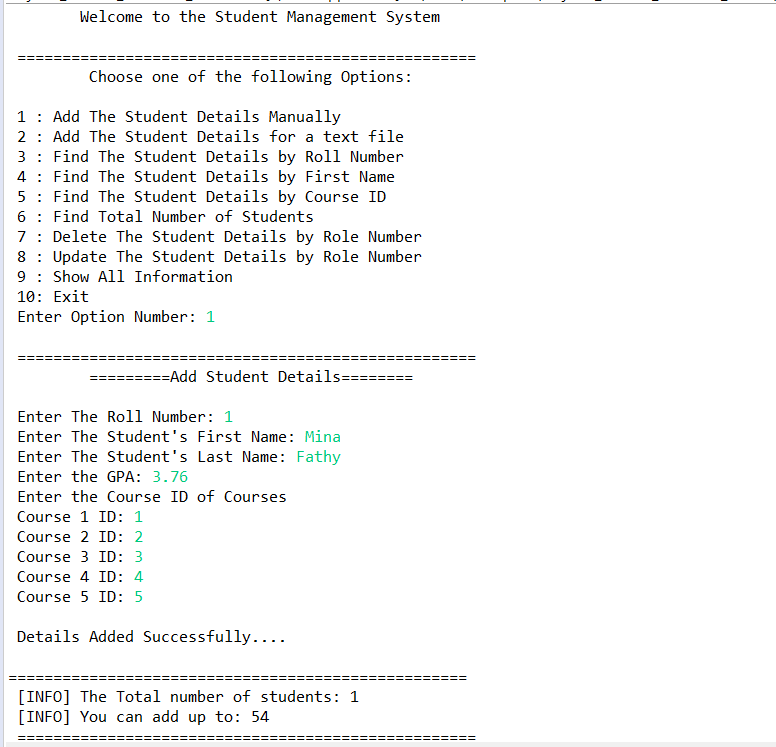 Welcome to the Student Management System
===================================================
Choose one of the following Options:
1 : Add The Student Details Manually
2 : Add The Student Details for a text file
3 : Find The Student Details by Roll Number
4 : Find The Student Details by First Name
5 : Find The Student Details by Course ID
6 : Find Total Number of Students
7 : Delete The Student Details by Role Number
8 : Update The Student Details by Role Number
9 : Show All Information
10: Exit
Enter Option Number: 1
===================================================
=========Add Student Details========
Enter The Roll Number: 1
Enter The Student's First Name: Mina
Enter The Student's Last Name: Fathy
Enter the GPA: 3.76
Enter the Course ID of Courses
Course 1 ID: 1
Course 2 ID: 2
Course 3 ID: 3
Course 4 ID: 4
Course 5 ID: 5
Details Added Successfully....
===================================================
[INFO] The Total number of students: 1
[INFO] You can add up to: 54
===================================================